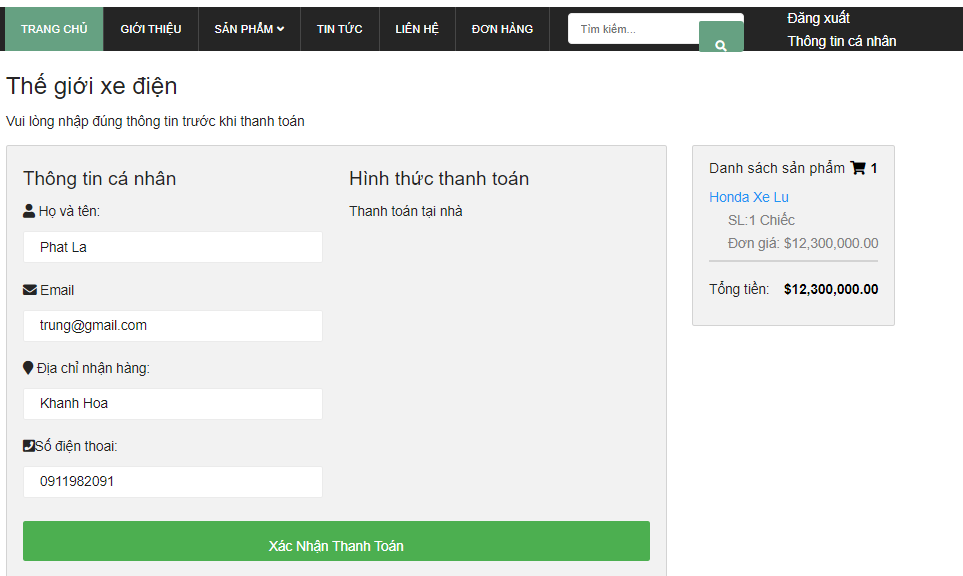 TRANG CHỦ GIỚI THIỆU SẢN PHẨM TIN TỨC LIÊN HỆ ĐƠN HÀNG Tìm kiếm... Đăng xuất
Thông tin cá nhân
Thế giới xe điện
Vui lòng nhập đúng thông tin trước khi thanh toán
Thông tin cá nhân
Họ và tên:
Phat La
Email
trung@gmail.com
Địa chỉ nhận hàng:
Khanh Hoa
Số điện thoại:
0911982091
Hình thức thanh toán
Thanh toán tại nhà
Xác Nhận Thanh Toán
Danh sách sản phẩm 1
Honda Xe Lu
SL:1 Chiếc
Đơn giá: $12,300,000.00
Tổng tiền: $12,300,000.00